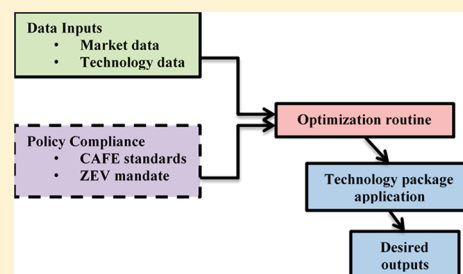 Data Inputs
• Market data
• Technology data
Policy Compliance
• CAFE standards
• ZEV mandate
Optimization routine
Technology package
application
Desired
outputs